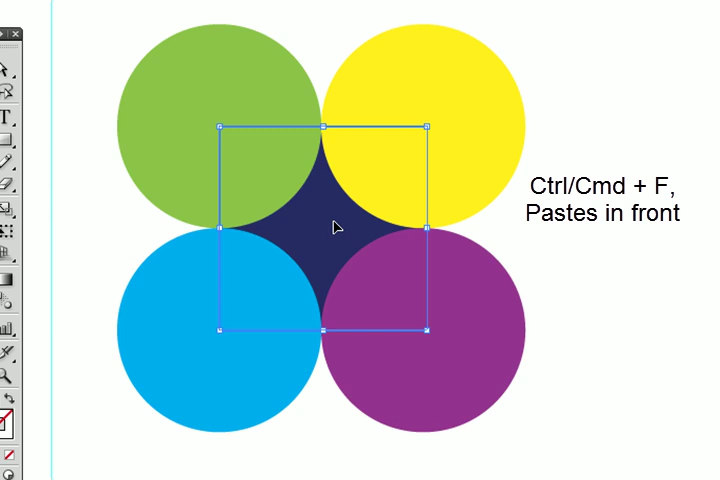 T
Ctrl/Cmd + F,
Pastes in front